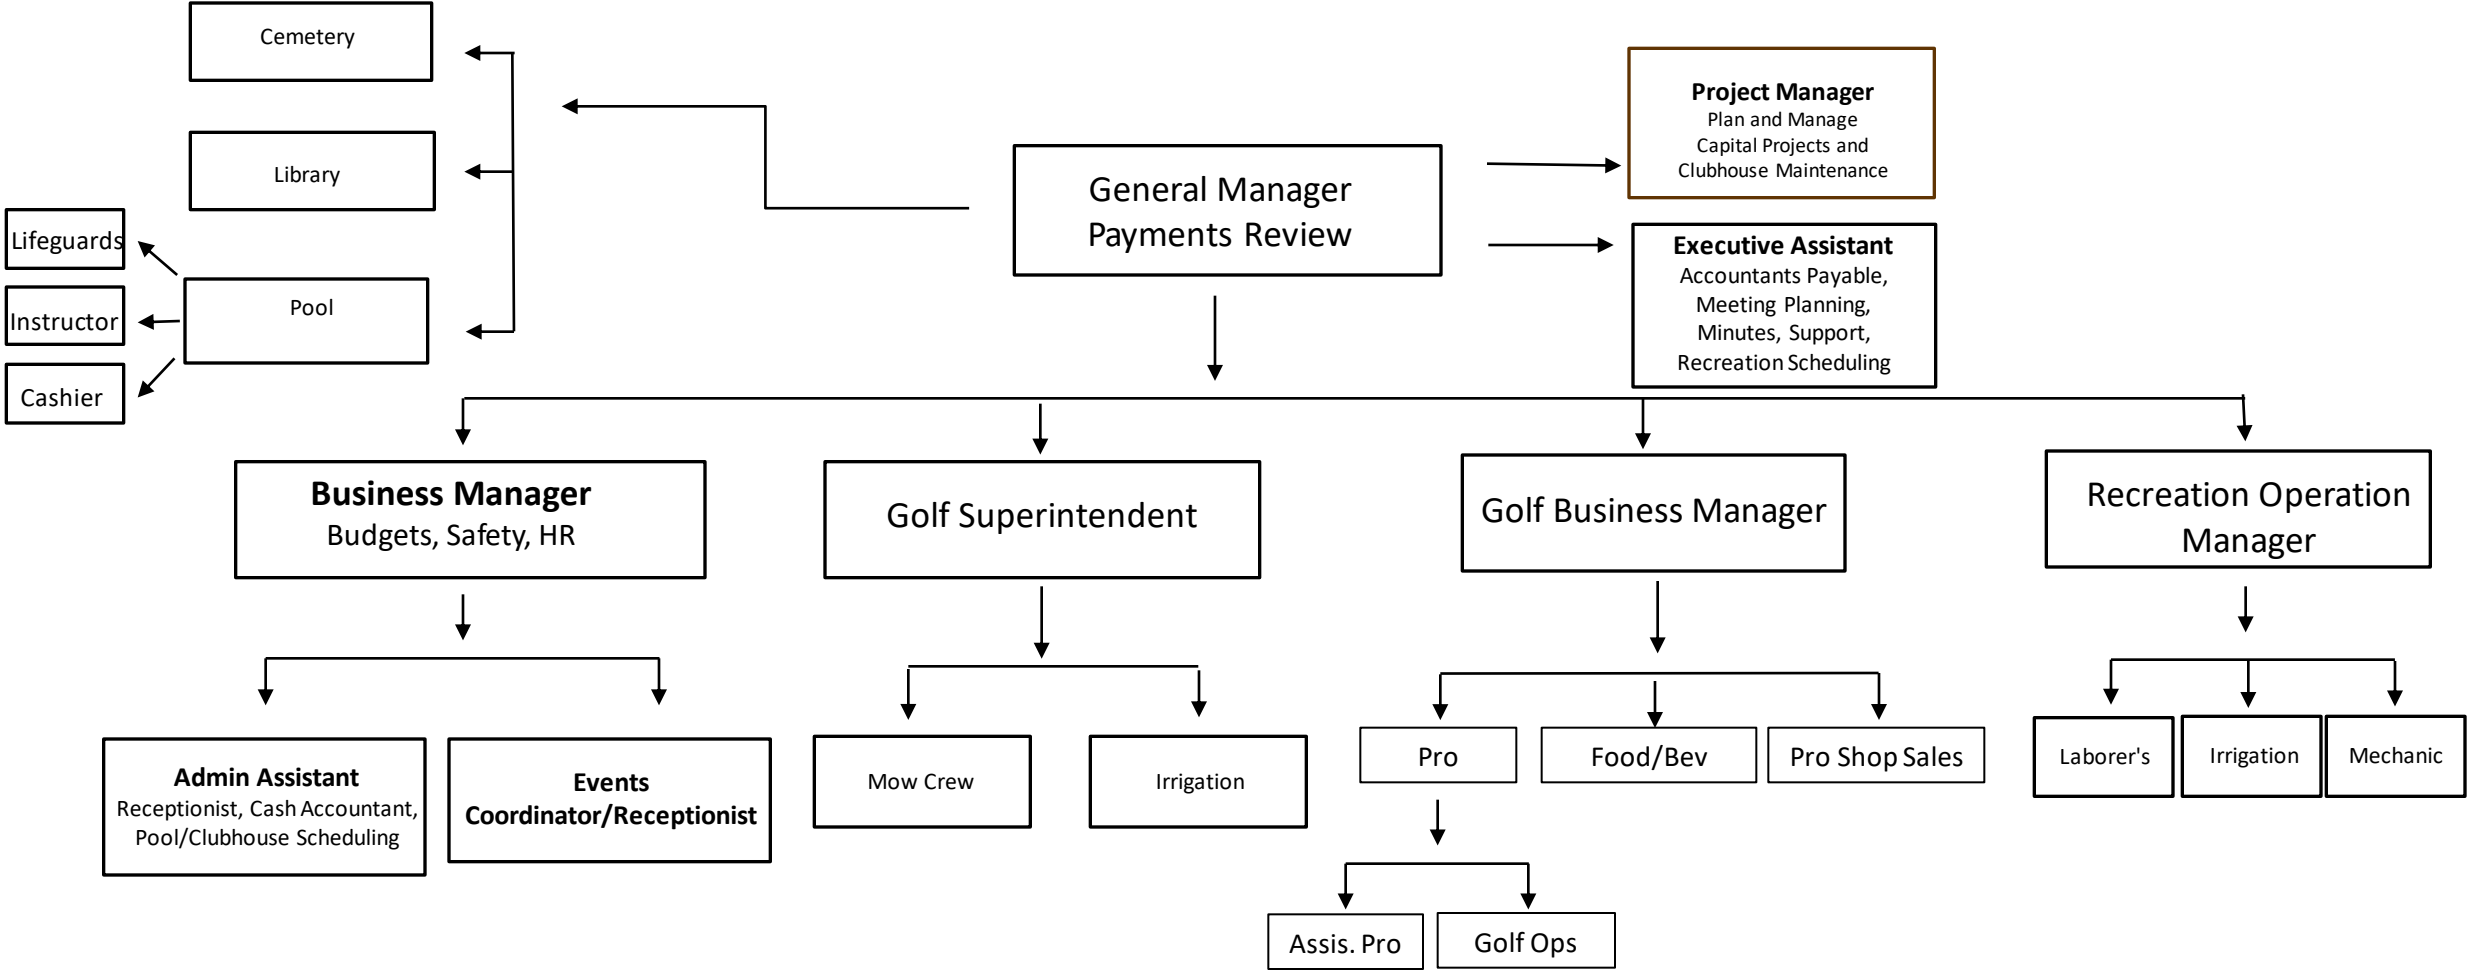 Cemetery
Library
Lifeguards
Instructor
Cashier
Pool
General Manager
Payments Review
Project Manager
Plan and Manage
Capital Projects and
Clubhouse Maintenance
Executive Assistant
Accountants Payable,
Meeting Planning,
Minutes, Support,
Recreation Scheduling
Business Manager
Budgets, Safety, HR
Golf Superintendent
Golf Business Manager
Recreation Operation
Manager
Admin Assistant
Receptionist, Cash Accountant,
Pool/Clubhouse Scheduling
Events
Coordinator/Receptionist
Mow Crew
Irrigation
Pro
Food/Bev
Pro Shop Sales
Laborer's
Irrigation
Mechanic
Assis. Pro
Golf Ops